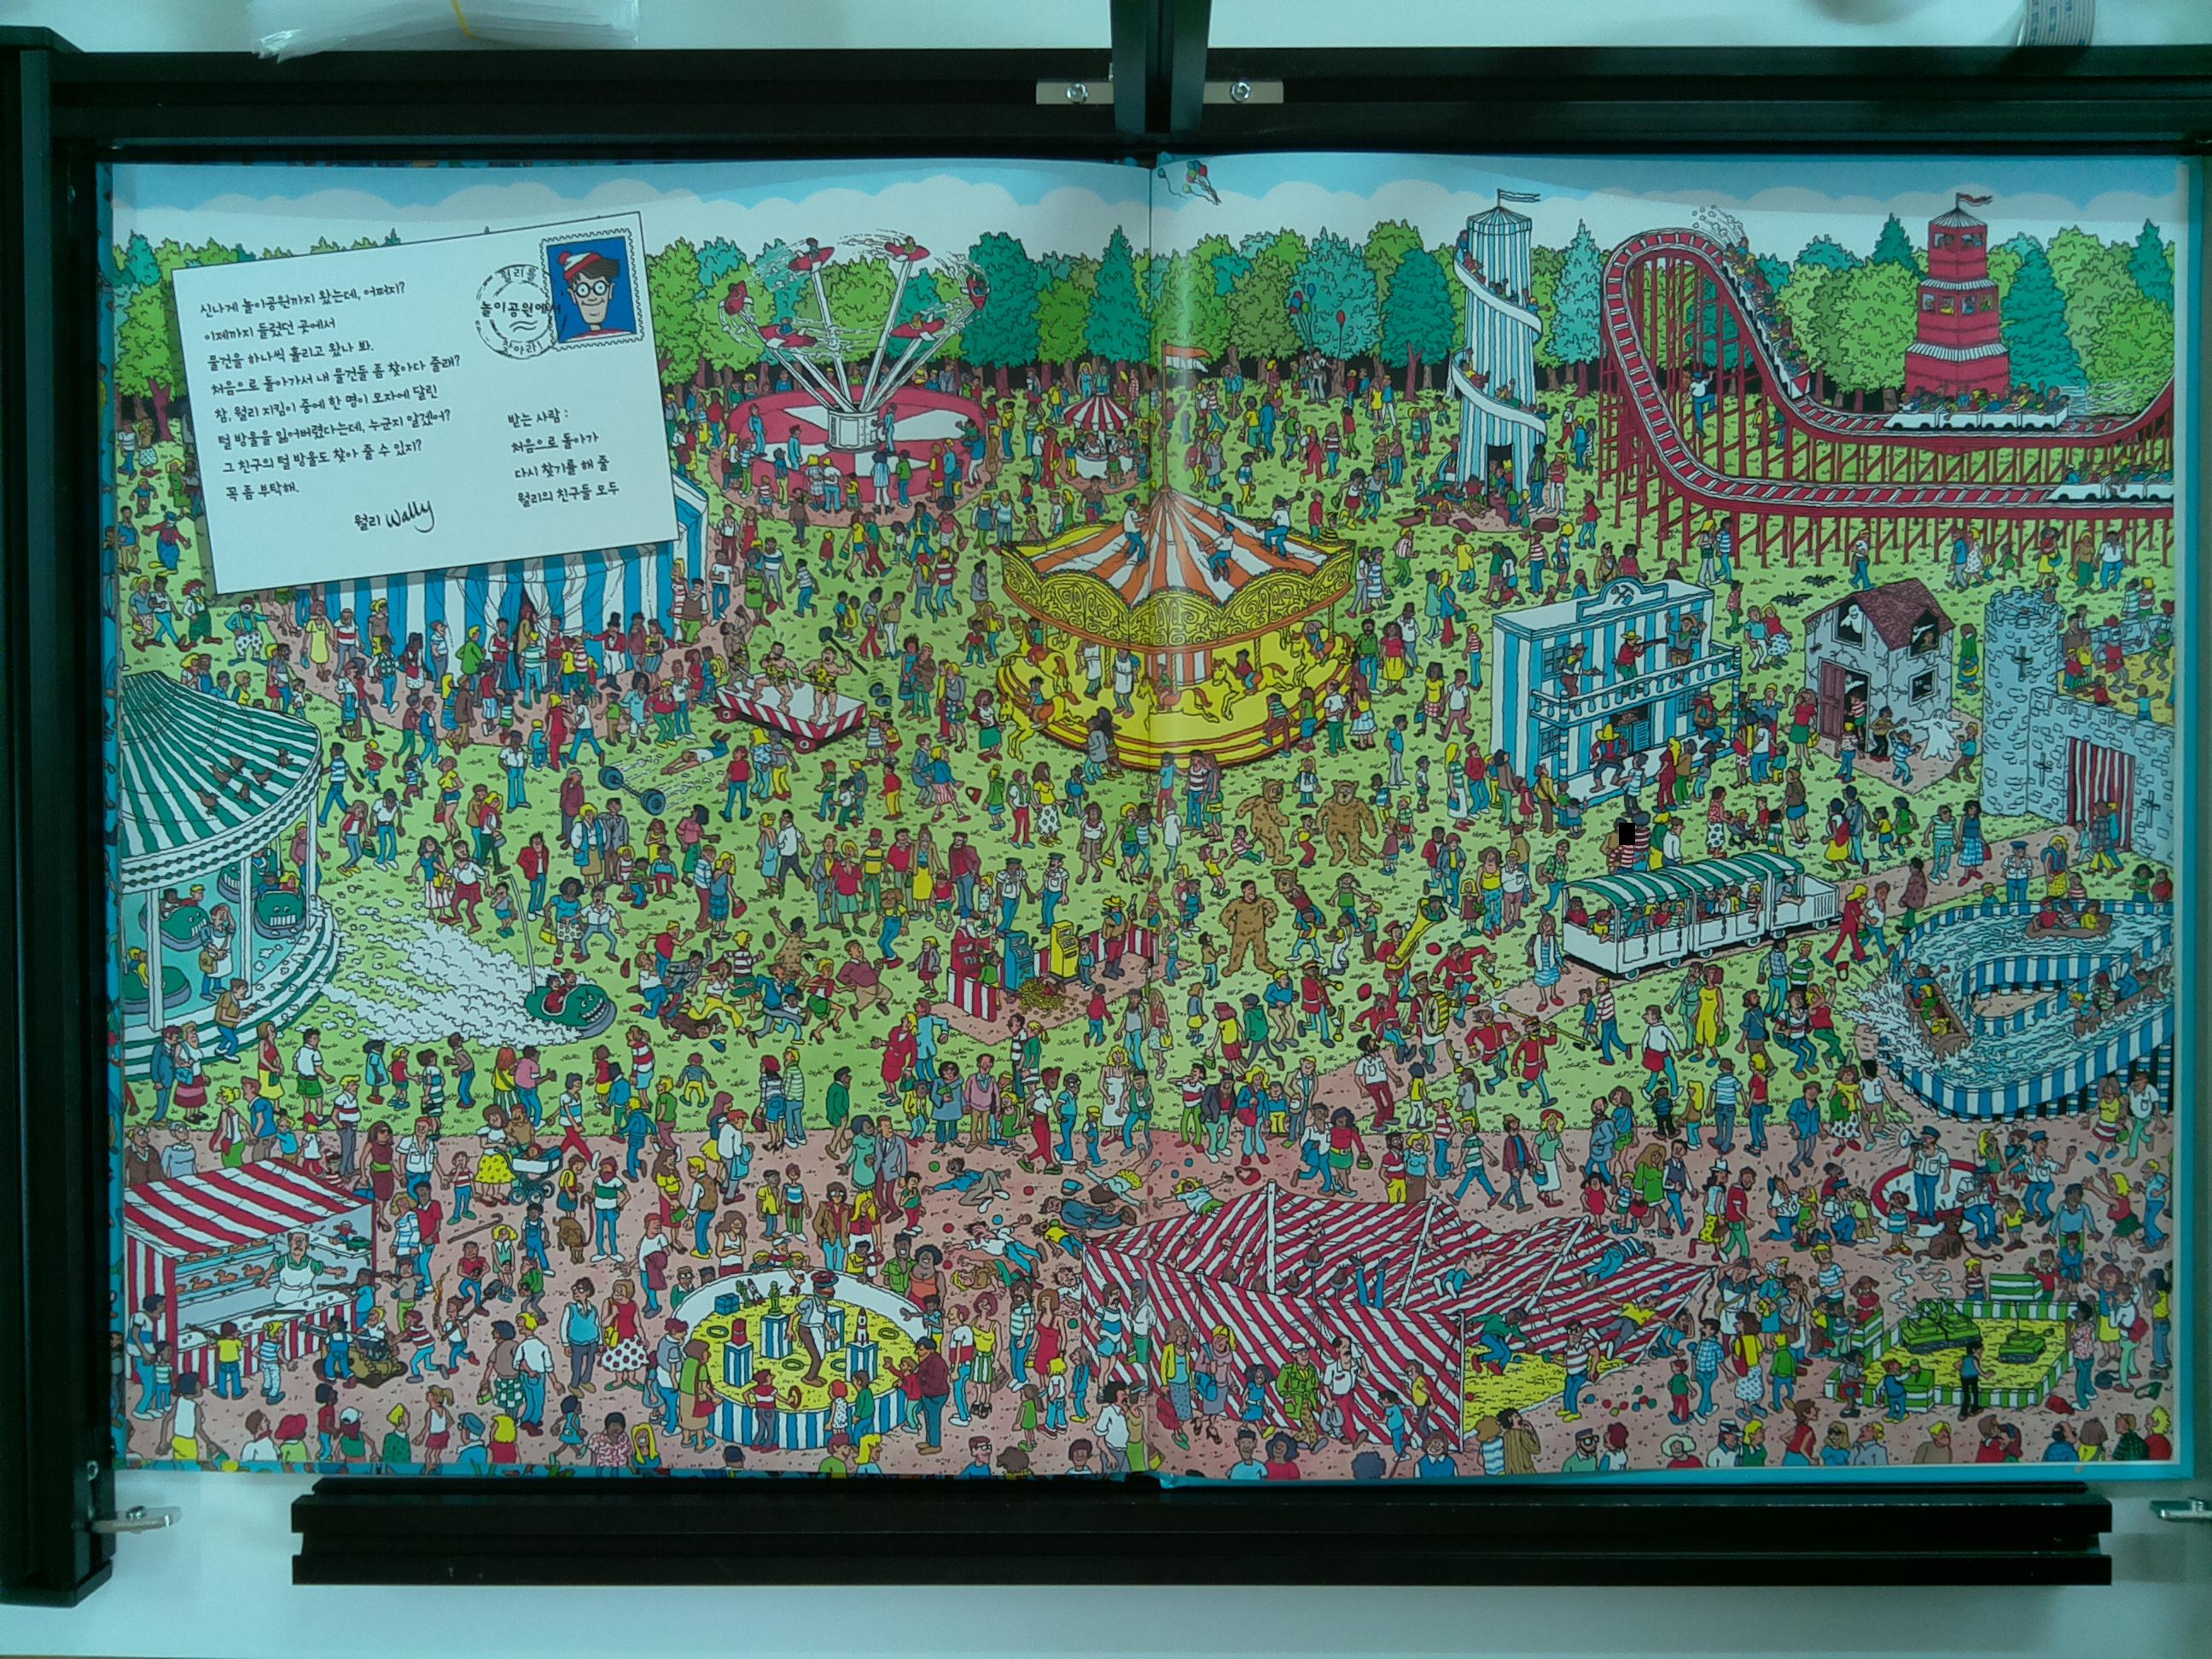 신나게 놀이공원까지 왔는데, 어쩌지?
이제까지 들렀던 곳에서
물건을 하나씩 흘리고 왔나 봐.
처음으로 돌아가서 내 물건들 좀 찾아다 줄래?
참, 월리 지킴이 중에 한 명이 모자에 달린
털 방울을 잃어버렸다는데, 누군지 알겠어?
그 친구의 털 방울도 찾아 줄 수 있지?
꼭 좀 부탁해.
월리 Wally
월리를
놀이공원에서
찾아라!
받는 사람 :
처음으로 돌아가
다시 찾기를 해 줄
월리의 친구들 모두